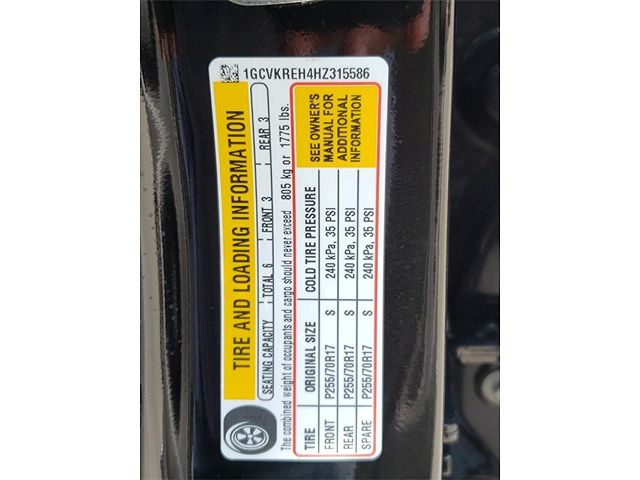 1GCVKREH4HZ315586
TIRE AND LOADING INFORMATION
SEATING CAPACITY TOTAL 6 FRONT 3 REAR 3
The combined weight of occupants and cargo should never exceed 805 kg or 1775 lbs.
TIRE ORIGINAL SIZE COLD TIRE PRESSURE
FRONT P255/70R17 S 240 kPa, 35 PSI
REAR P255/70R17 S 240 kPa, 35 PSI
SPARE P255/70R17 S 240 kPa, 35 PSI
SEE OWNER'S
MANUAL FOR
ADDITIONAL
INFORMATION